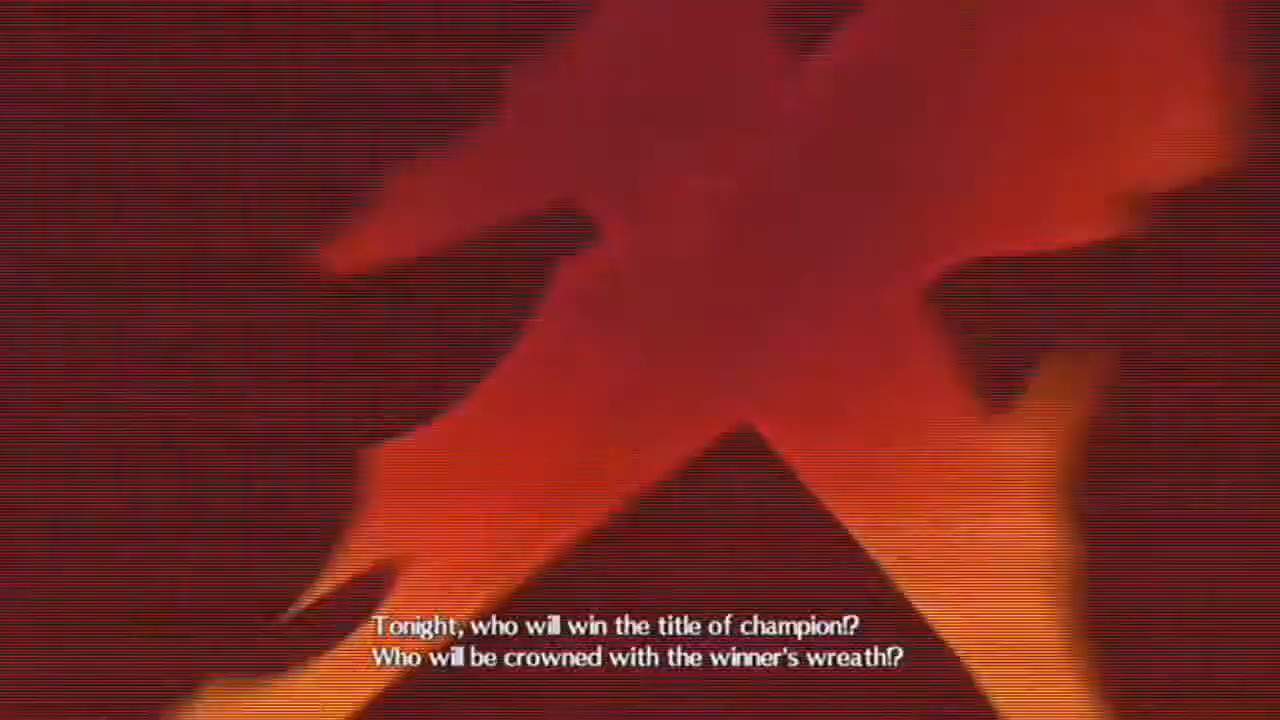 Tonight, who will win the title of champion!?
Who will be crowned with the winner's wreath!?